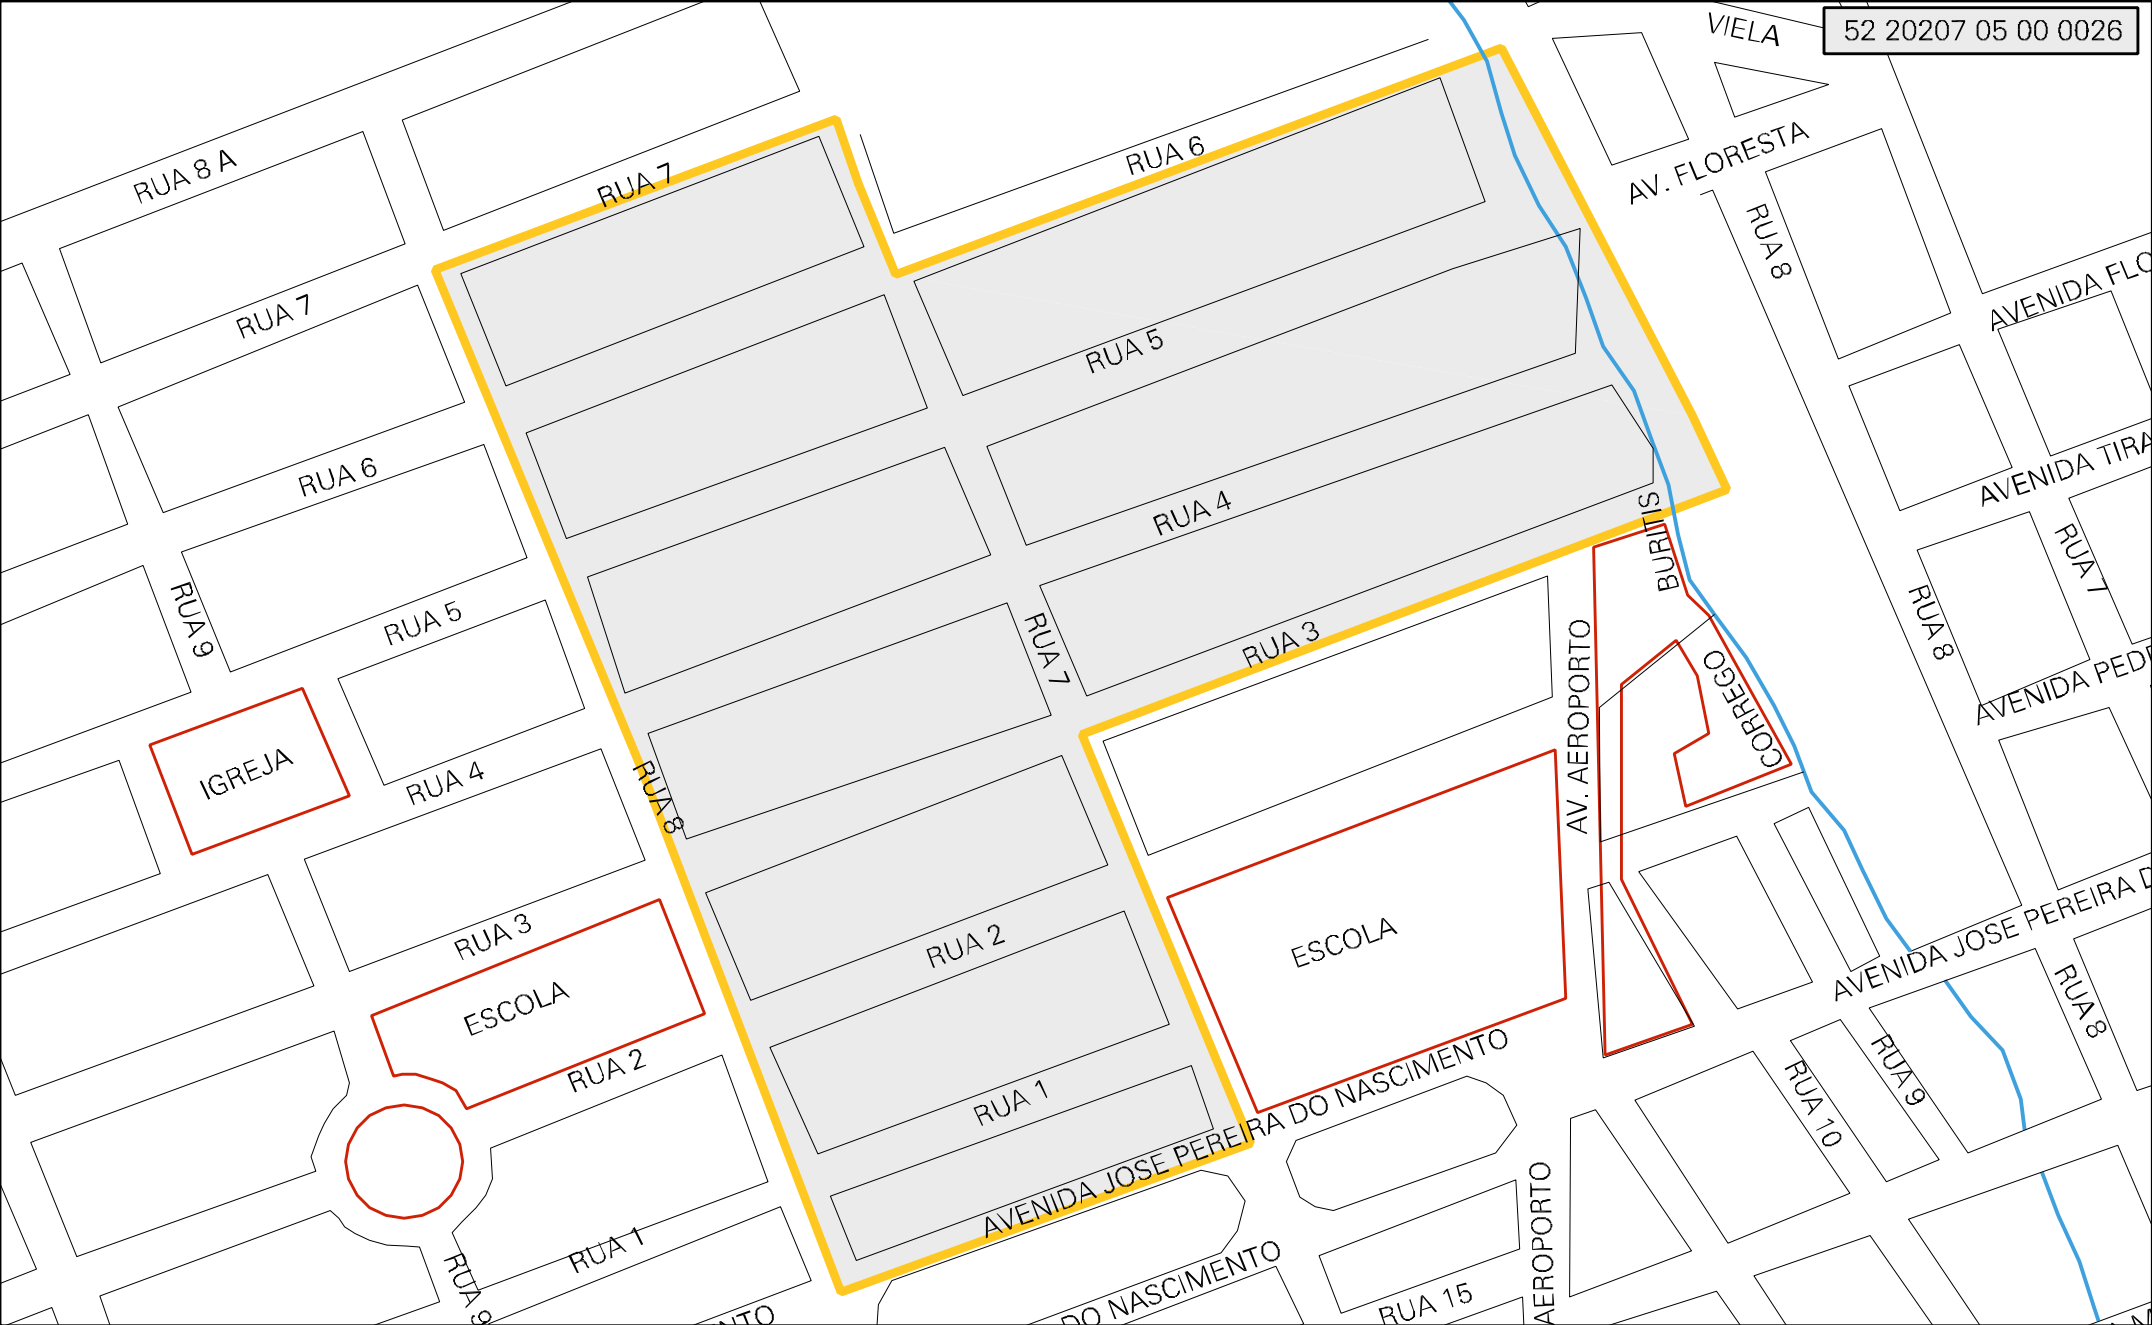 VIELA
52 20207 05 00 0026
RUA 8 A
RUA 7
RUA 6
AV. FLORESTA
RUA 8
AVENIDA FLO
RUA 7
RUA 5
RUA 6
AVENIDA TIRA
RUA 4
BURITIS
RUA 7
RUA 9
RUA 5
RUA 7
RUA 3
RUA 8
AVENIDA PED
AV. AEROPORTO
CORREGO
IGREJA
RUA 4
RUA 8
RUA 3
RUA 2
ESCOLA
AVENIDA JOSE PEREIRA D
ESCOLA
RUA 2
RUA 1
AVENIDA JOSE PEREIRA DO NASCIMENTO
RUA 8
RUA 9
RUA 10
RUA 1
RUA 9
DO NASCIMENTO
AEROPORTO
RUA 15
NTO